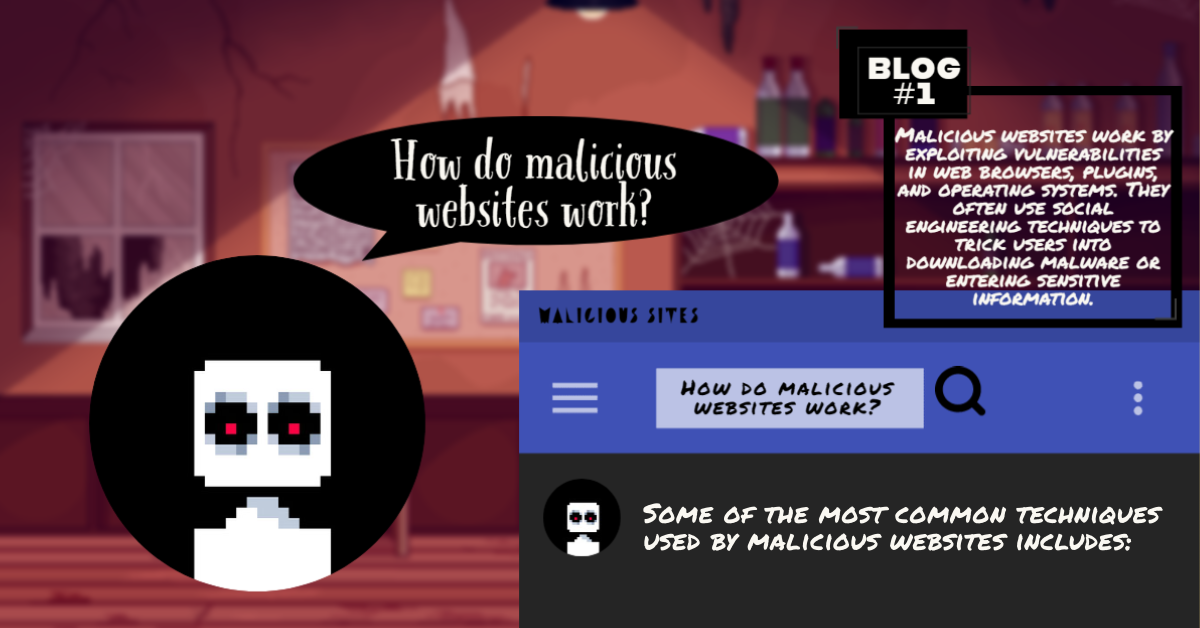 BLOG
#1
Malicious websites work by
exploiting vulnerabilities
in web browsers, plugins,
and operating systems. They
often use social
engineering techniques to
trick users into
downloading malware or
entering sensitive
information.
How do malicious
websites work?
MALICIOUS SITES
How do malicious
websites work?
Some of the most common techniques
used by malicious websites includes: